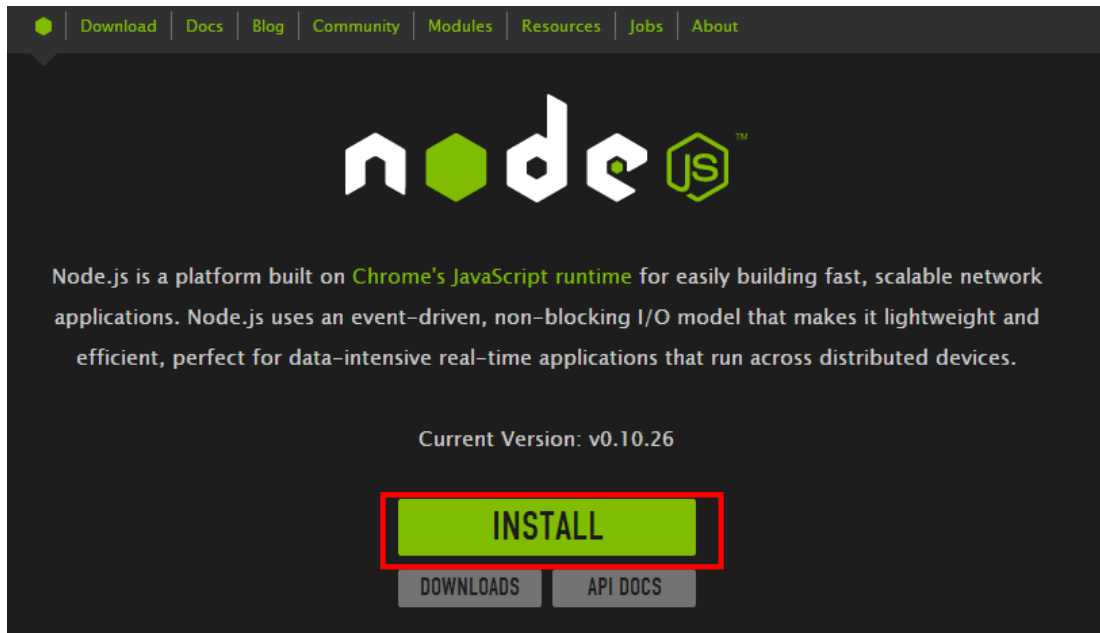 Download Docs Blog Community Modules Resources Jobs About
node JS™
Node.js is a platform built on Chrome's JavaScript runtime for easily building fast, scalable network
applications. Node.js uses an event-driven, non-blocking I/O model that makes it lightweight and
efficient, perfect for data-intensive real-time applications that run across distributed devices.
Current Version: v0.10.26
INSTALL
DOWNLOADS API DOCS